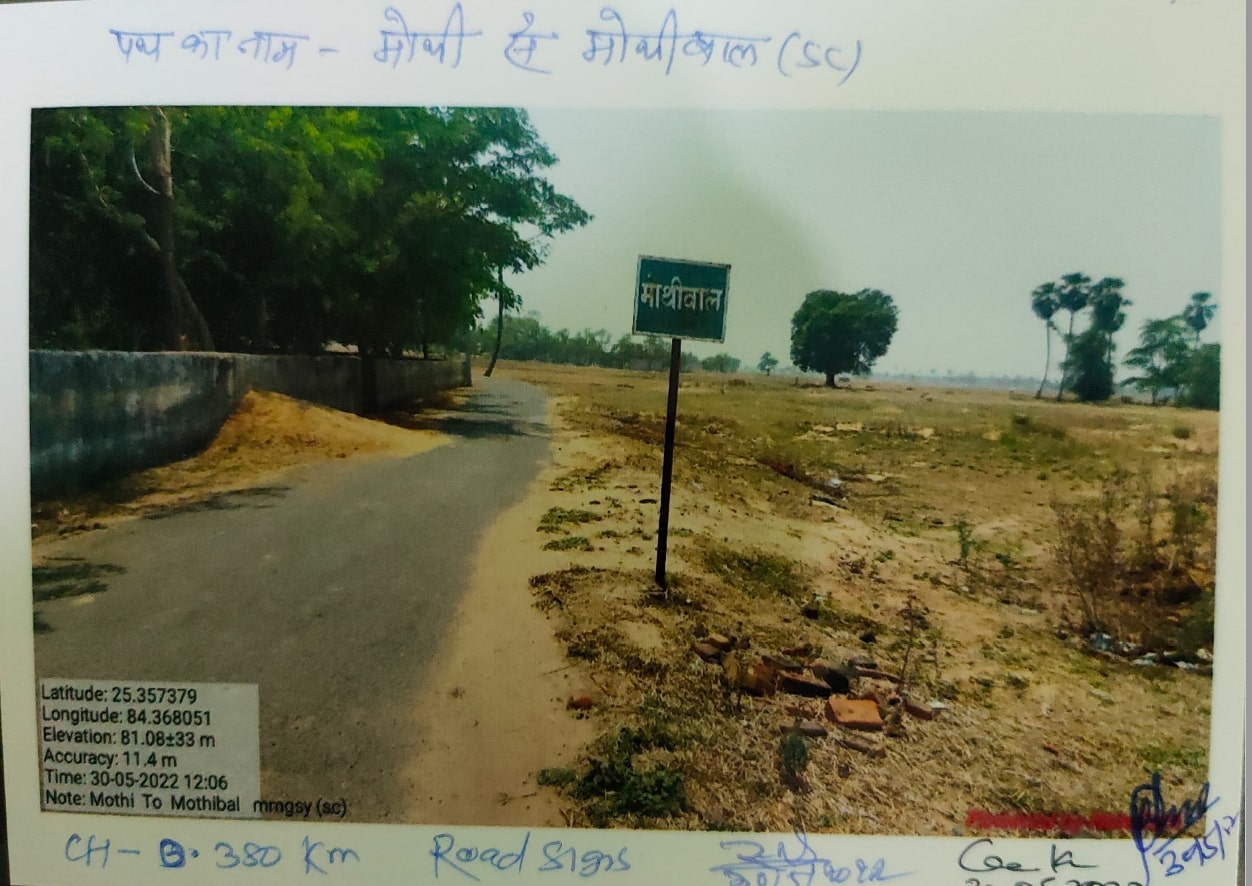 पथ का नाम - मोथी से मोथीबाल (SC)
मोथीवाल
Latitude: 25.357379
Longitude: 84.368051
Elevation: 81.08±33 m
Accuracy: 11.4 m
Time: 30-05-2022 12:06
Note: Mothi To Mothibal mmgsy (sc)
CH - 0.380 Km Road Signs